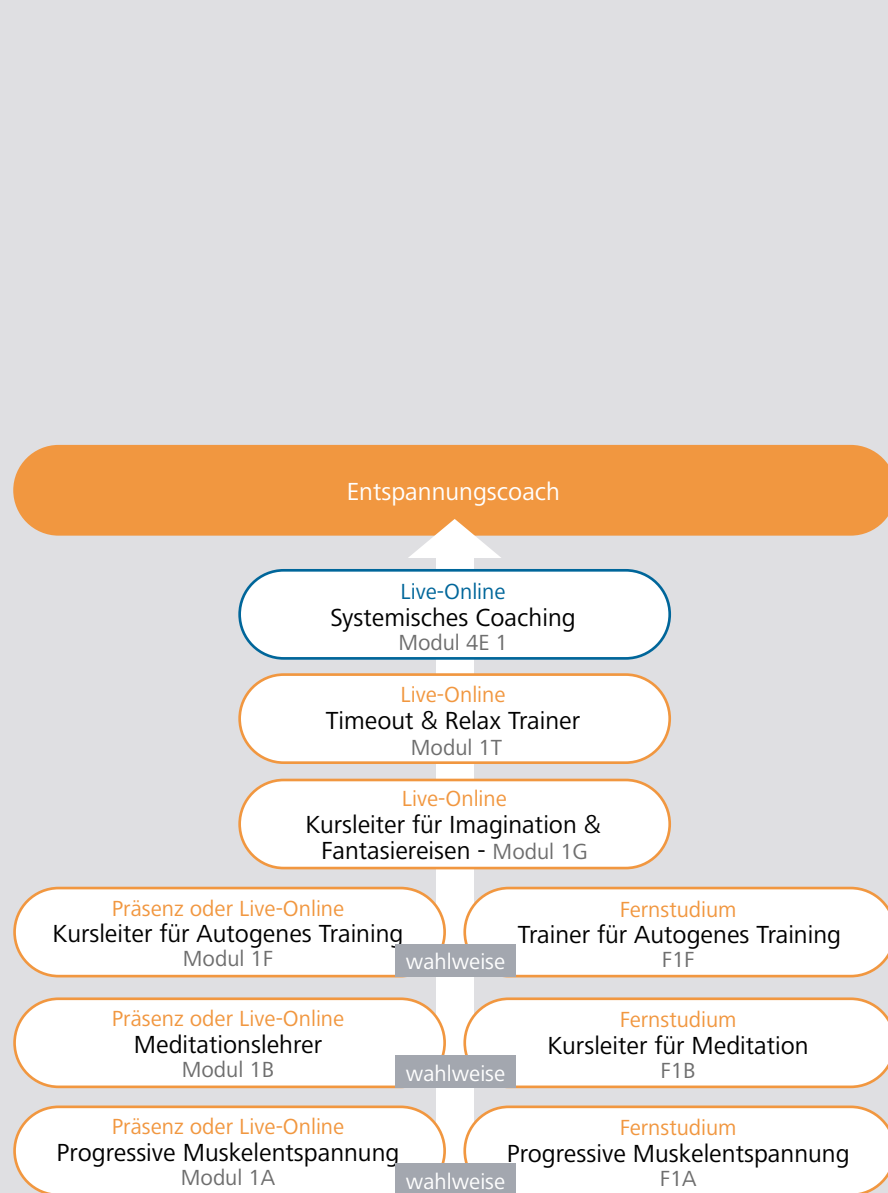 Entspannungscoach
Live-Online
Systemisches Coaching
Modul 4E 1
Live-Online
Timeout & Relax Trainer
Modul 1T
Live-Online
Kursleiter für Imagination &
Fantasiereisen - Modul 1G
Präsenz oder Live-Online
Kursleiter für Autogenes Training
Modul 1F
wahlweise
Fernstudium
Trainer für Autogenes Training
F1F
Präsenz oder Live-Online
Meditationslehrer
Modul 1B
wahlweise
Fernstudium
Kursleiter für Meditation
F1B
Präsenz oder Live-Online
Progressive Muskelentspannung
Modul 1A
wahlweise
Fernstudium
Progressive Muskelentspannung
F1A